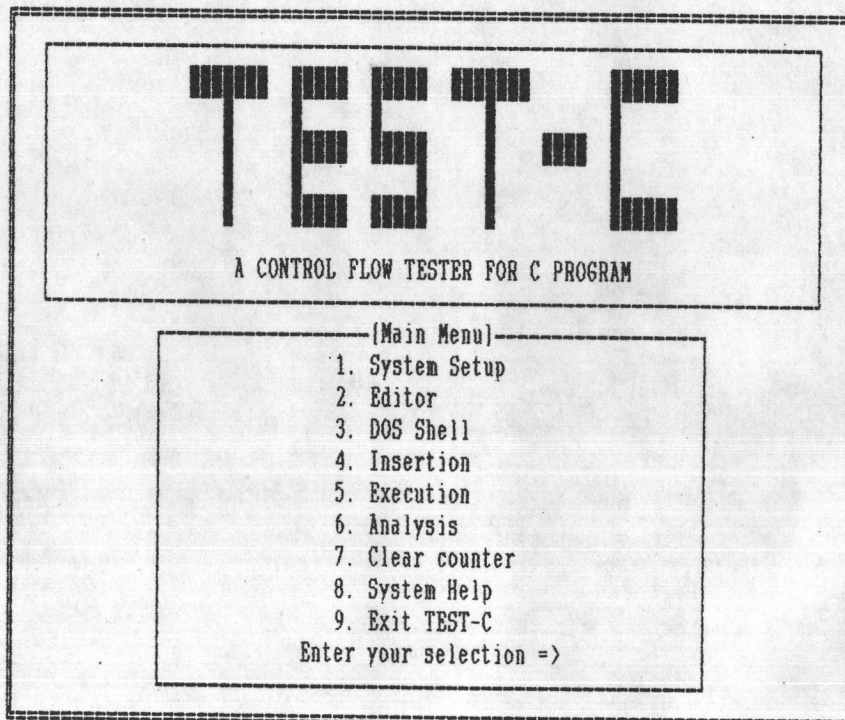 TEST-C
A CONTROL FLOW TESTER FOR C PROGRAM
[Main Menu]
1. System Setup
2. Editor
3. DOS Shell
4. Insertion
5. Execution
6. Analysis
7. Clear counter
8. System Help
9. Exit TEST-C
Enter your selection =>